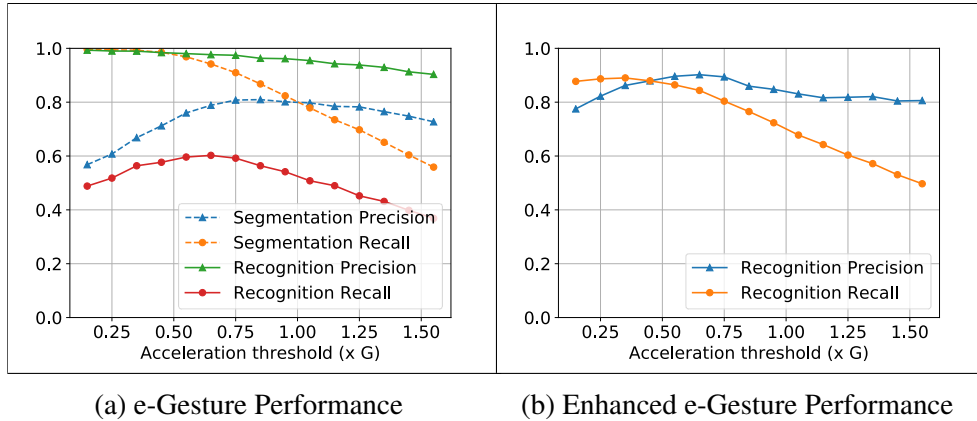 1.0
0.8
0.6
0.4
0.2
0.0
Segmentation Precision
Segmentation Recall
Recognition Precision
Recognition Recall
0.25 0.50 0.75 1.00 1.25 1.50
Acceleration threshold (x G)
(a) e-Gesture Performance
1.0
0.8
0.6
0.4
0.2
0.0
Recognition Precision
Recognition Recall
0.25 0.50 0.75 1.00 1.25 1.50
Acceleration threshold (x G)
(b) Enhanced e-Gesture Performance